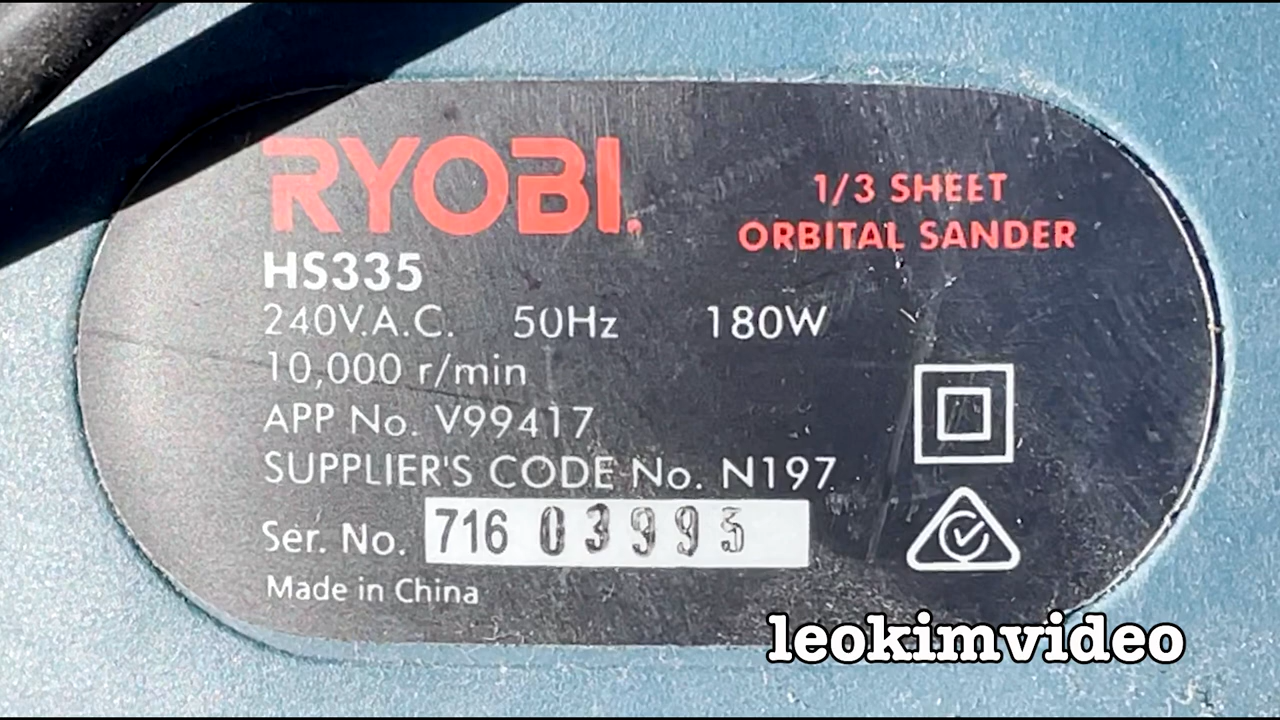 RYOBI.
1/3 SHEET
ORBITAL SANDER
HS335
240V.A.C. 50Hz 180W
10,000 r/min
APP No. V99417
SUPPLIER'S CODE No. N197
Ser. No. 716 03995
Made in China
leokimvideo